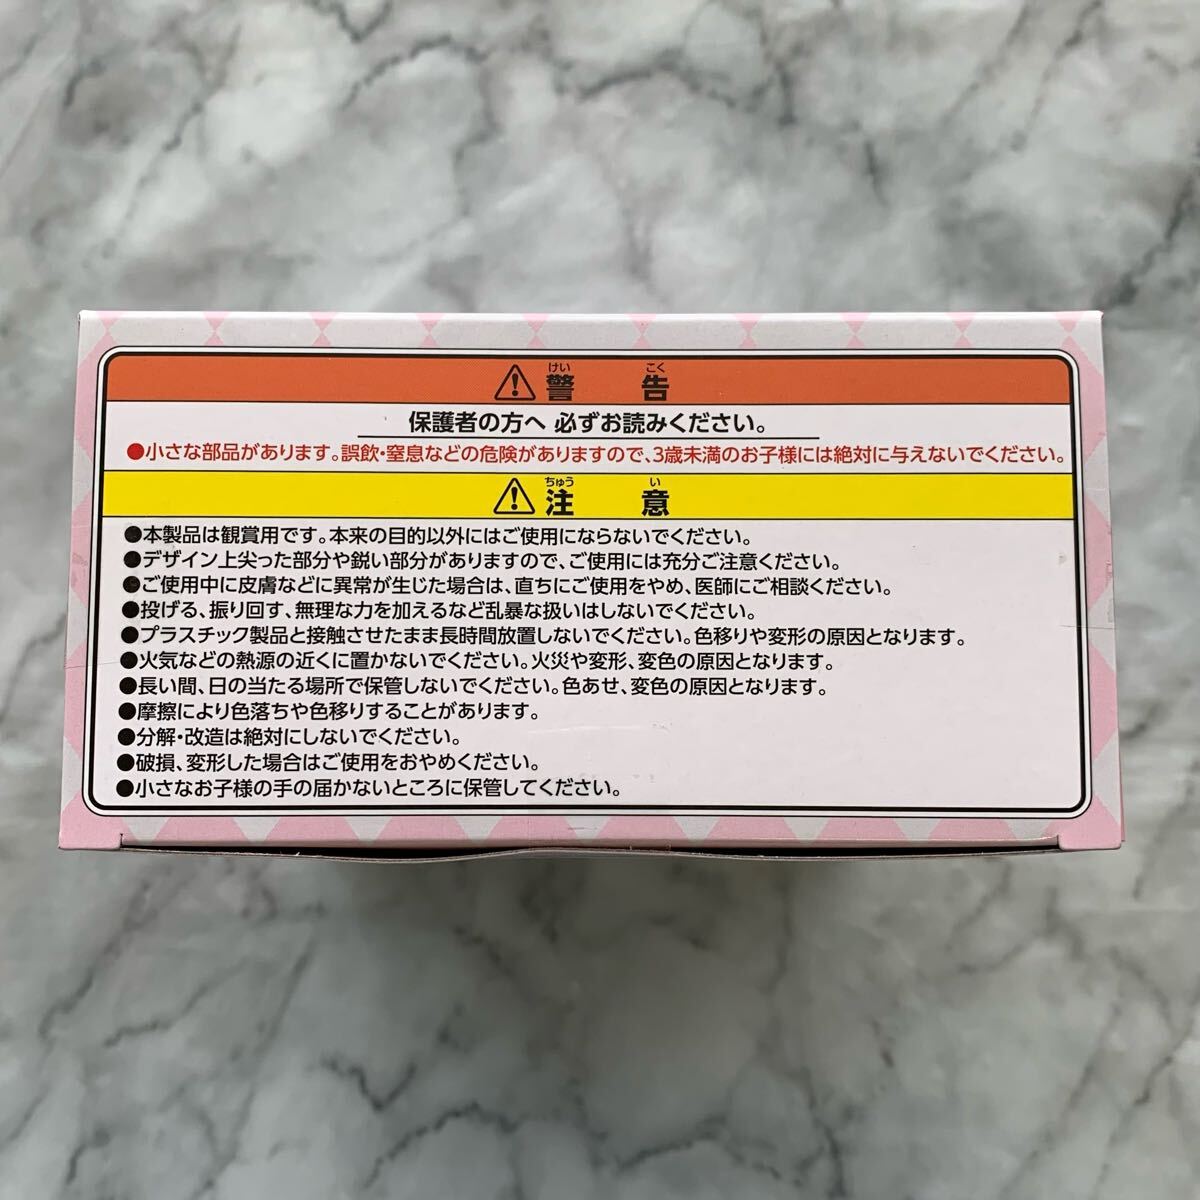 警告
けいこく
保護者の方へ 必ずお読みください。
●小さな部品があります。誤飲・窒息などの危険がありますので、3歳未満のお子様には絶対に与えないでください。
注意
ちゅうい
●本製品は観賞用です。本来の目的以外にはご使用にならないでください。
●デザイン上尖った部分や鋭い部分がありますので、ご使用には充分ご注意ください。
●ご使用中に皮膚などに異常が生じた場合は、直ちにご使用をやめ、医師にご相談ください。
●投げる、振り回す、無理な力を加えるなど乱暴な扱いはしないでください。
●プラスチック製品と接触させたまま長時間放置しないでください。色移りや変形の原因となります。
●火気などの熱源の近くに置かないでください。火災や変形、変色の原因となります。
●長い間、日の当たる場所で保管しないでください。色あせ、変色の原因となります。
●摩擦により色落ちや色移りすることがあります。
●分解・改造は絶対にしないでください。
●破損、変形した場合はご使用をおやめください。
●小さなお子様の手の届かないところに保管してください。